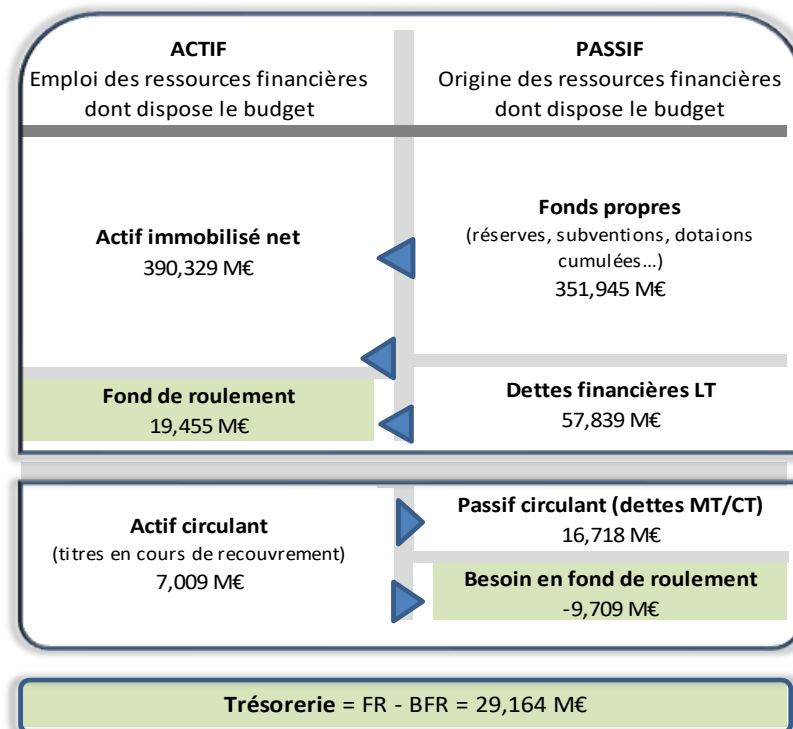 ACTIF
Emploi des ressources financières
dont dispose le budget
PASSIF
Origine des ressources financières
dont dispose le budget
Actif immobilisé net
390,329 M€
Fonds propres
(réserves, subventions, dotaions
cumulées...)
351,945 M€
Fond de roulement
19,455 M€
Dettes financières LT
57,839 M€
Actif circulant
(titres en cours de recouvrement)
7,009 M€
Passif circulant (dettes MT/CT)
16,718 M€
Besoin en fond de roulement
-9,709 M€
Trésorerie = FR - BFR = 29,164 M€